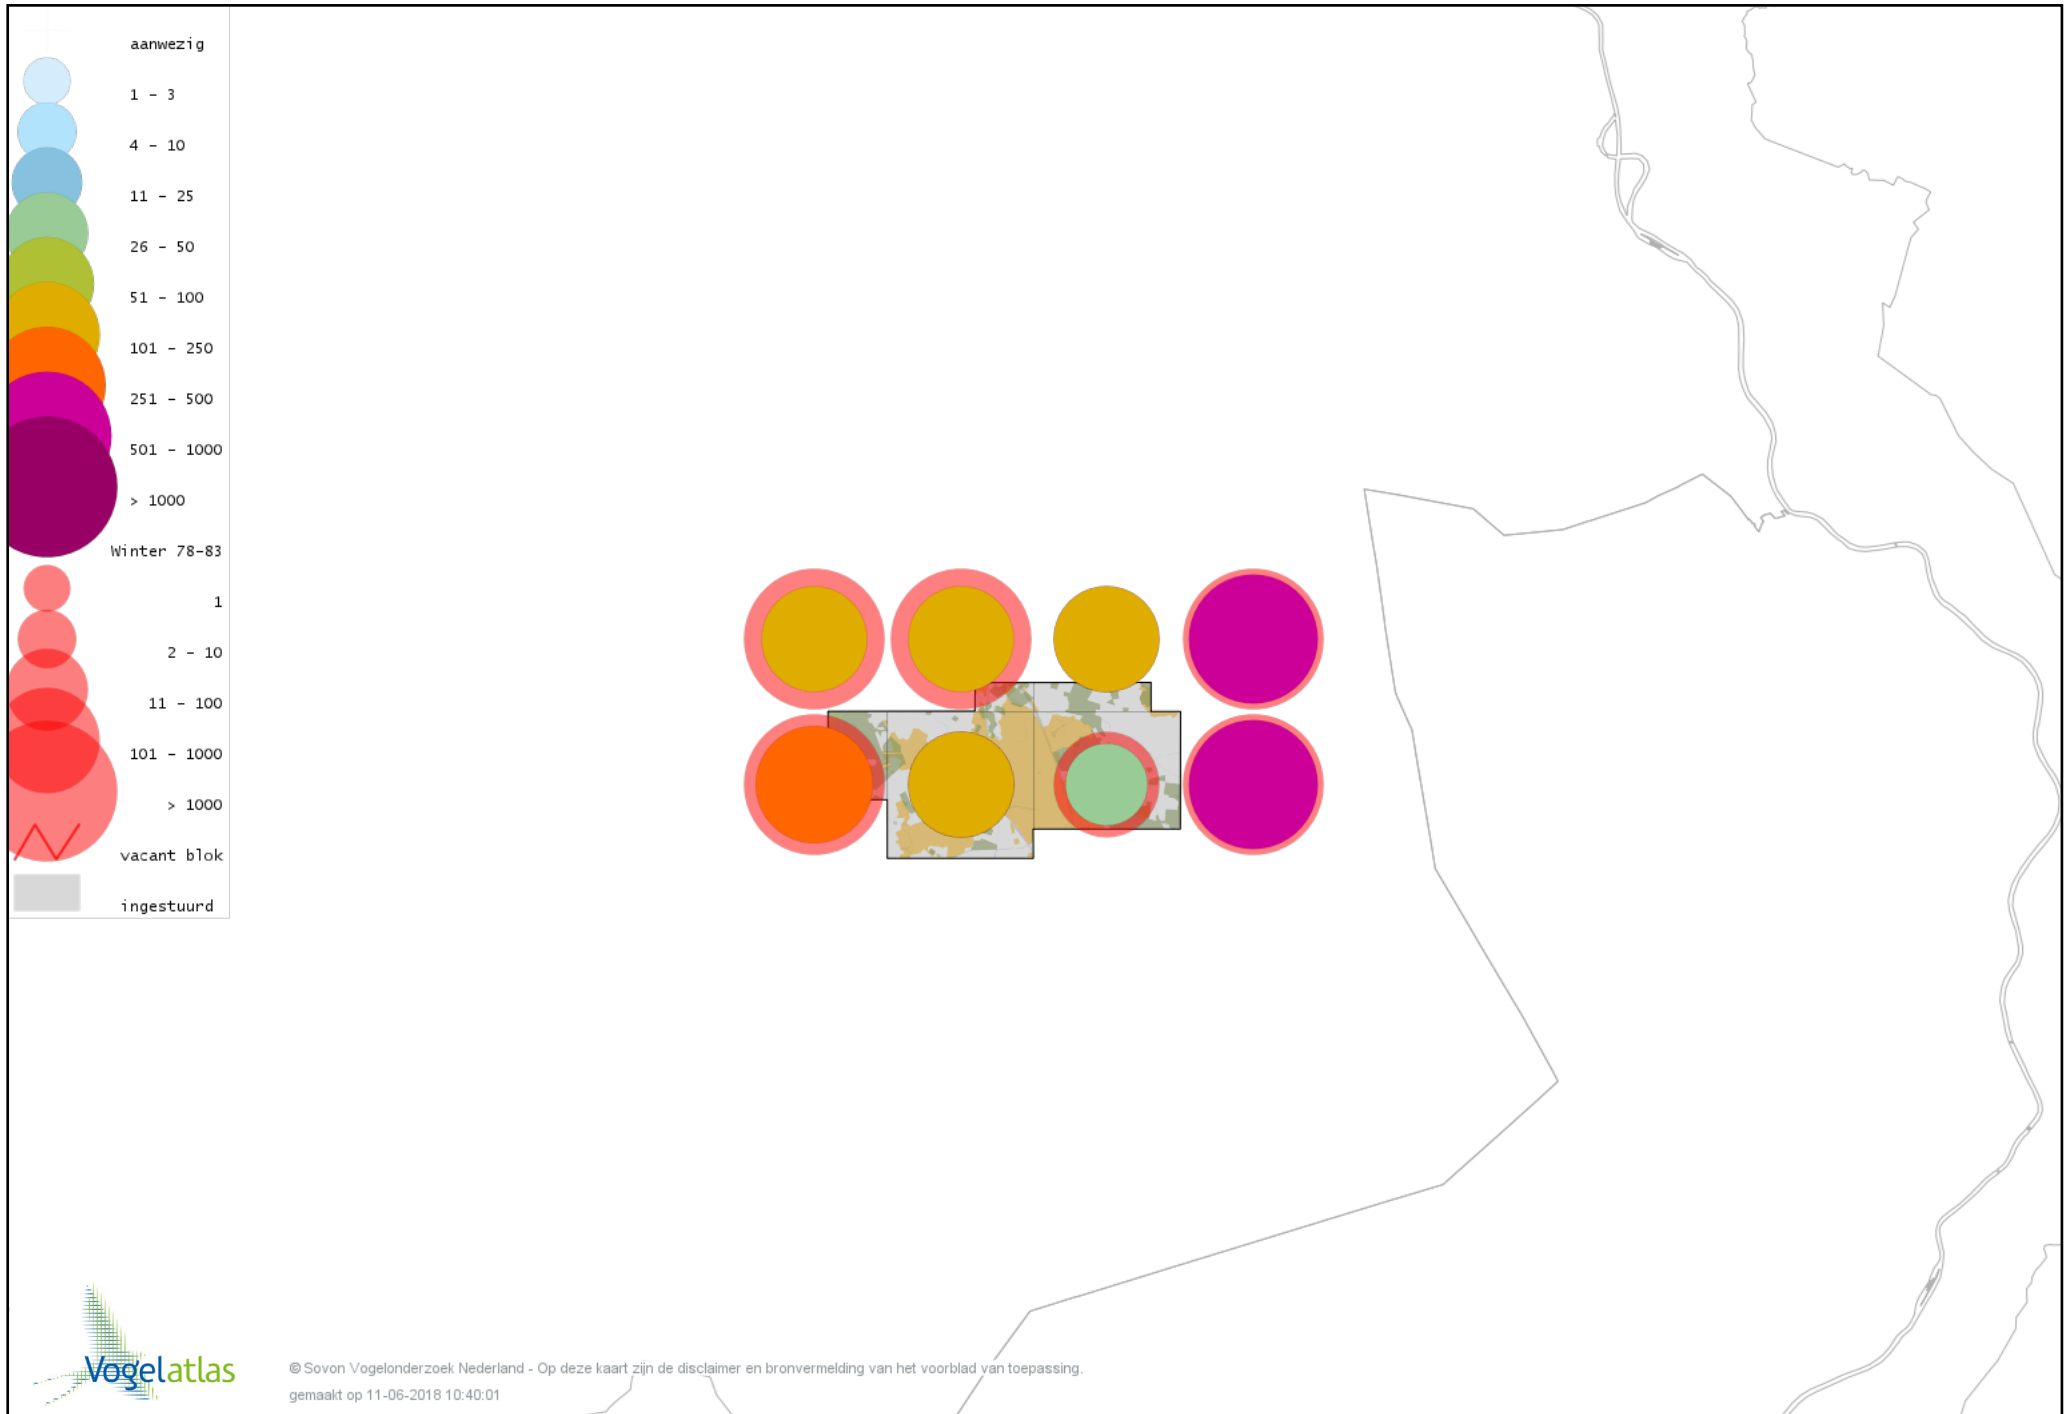 aanwezig
1 - 3
4 - 10
11 - 25
26 - 50
51 - 100
101 - 250
251 - 500
501 - 1000
> 1000
Winter 78-83
1
2 - 10
11 - 100
101 - 1000
> 1000
vacant blok
ingestuurd
Vogelatlas
© Sovon Vogelonderzoek Nederland - Op deze kaart zijn de disclaimer en bronvermelding van het voorblad van toepassing.
gemaakt op 11-06-2018 10:40:01